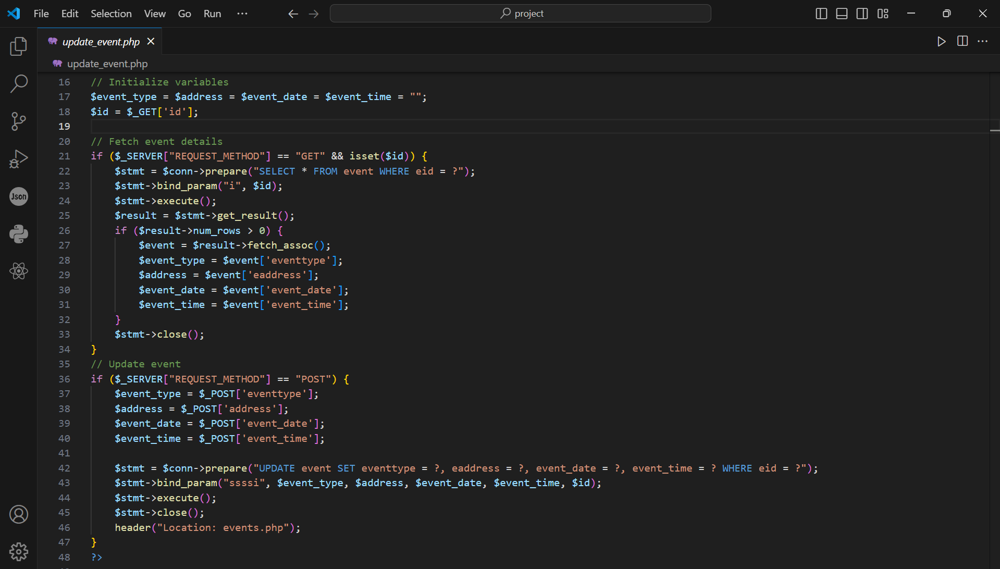 File Edit Selection View Go Run ···
project
update_event.php
update_event.php
16 // Initialize variables
17 $event_type = $address = $event_date = $event_time = "";
18 $id = $_GET['id'];
19
20 // Fetch event details
21 if ($_SERVER["REQUEST_METHOD"] == "GET" && isset($id)) {
22 $stmt = $conn->prepare("SELECT * FROM event WHERE eid = ?");
23 $stmt->bind_param("i", $id);
24 $stmt->execute();
25 $result = $stmt->get_result();
26 if ($result->num_rows > 0) {
27 $event = $result->fetch_assoc();
28 $event_type = $event['eventtype'];
29 $address = $event['eaddress'];
30 $event_date = $event['event_date'];
31 $event_time = $event['event_time'];
32 }
33 $stmt->close();
34 }
35 // Update event
36 if ($_SERVER["REQUEST_METHOD"] == "POST") {
37 $event_type = $_POST['eventtype'];
38 $address = $_POST['address'];
39 $event_date = $_POST['event_date'];
40 $event_time = $_POST['event_time'];
41
42 $stmt = $conn->prepare("UPDATE event SET eventtype = ?, eaddress = ?, event_date = ?, event_time = ? WHERE eid = ?");
43 $stmt->bind_param("ssssi", $event_type, $address, $event_date, $event_time, $id);
44 $stmt->execute();
45 $stmt->close();
46 header("Location: events.php");
47 }
48 ?>
Json